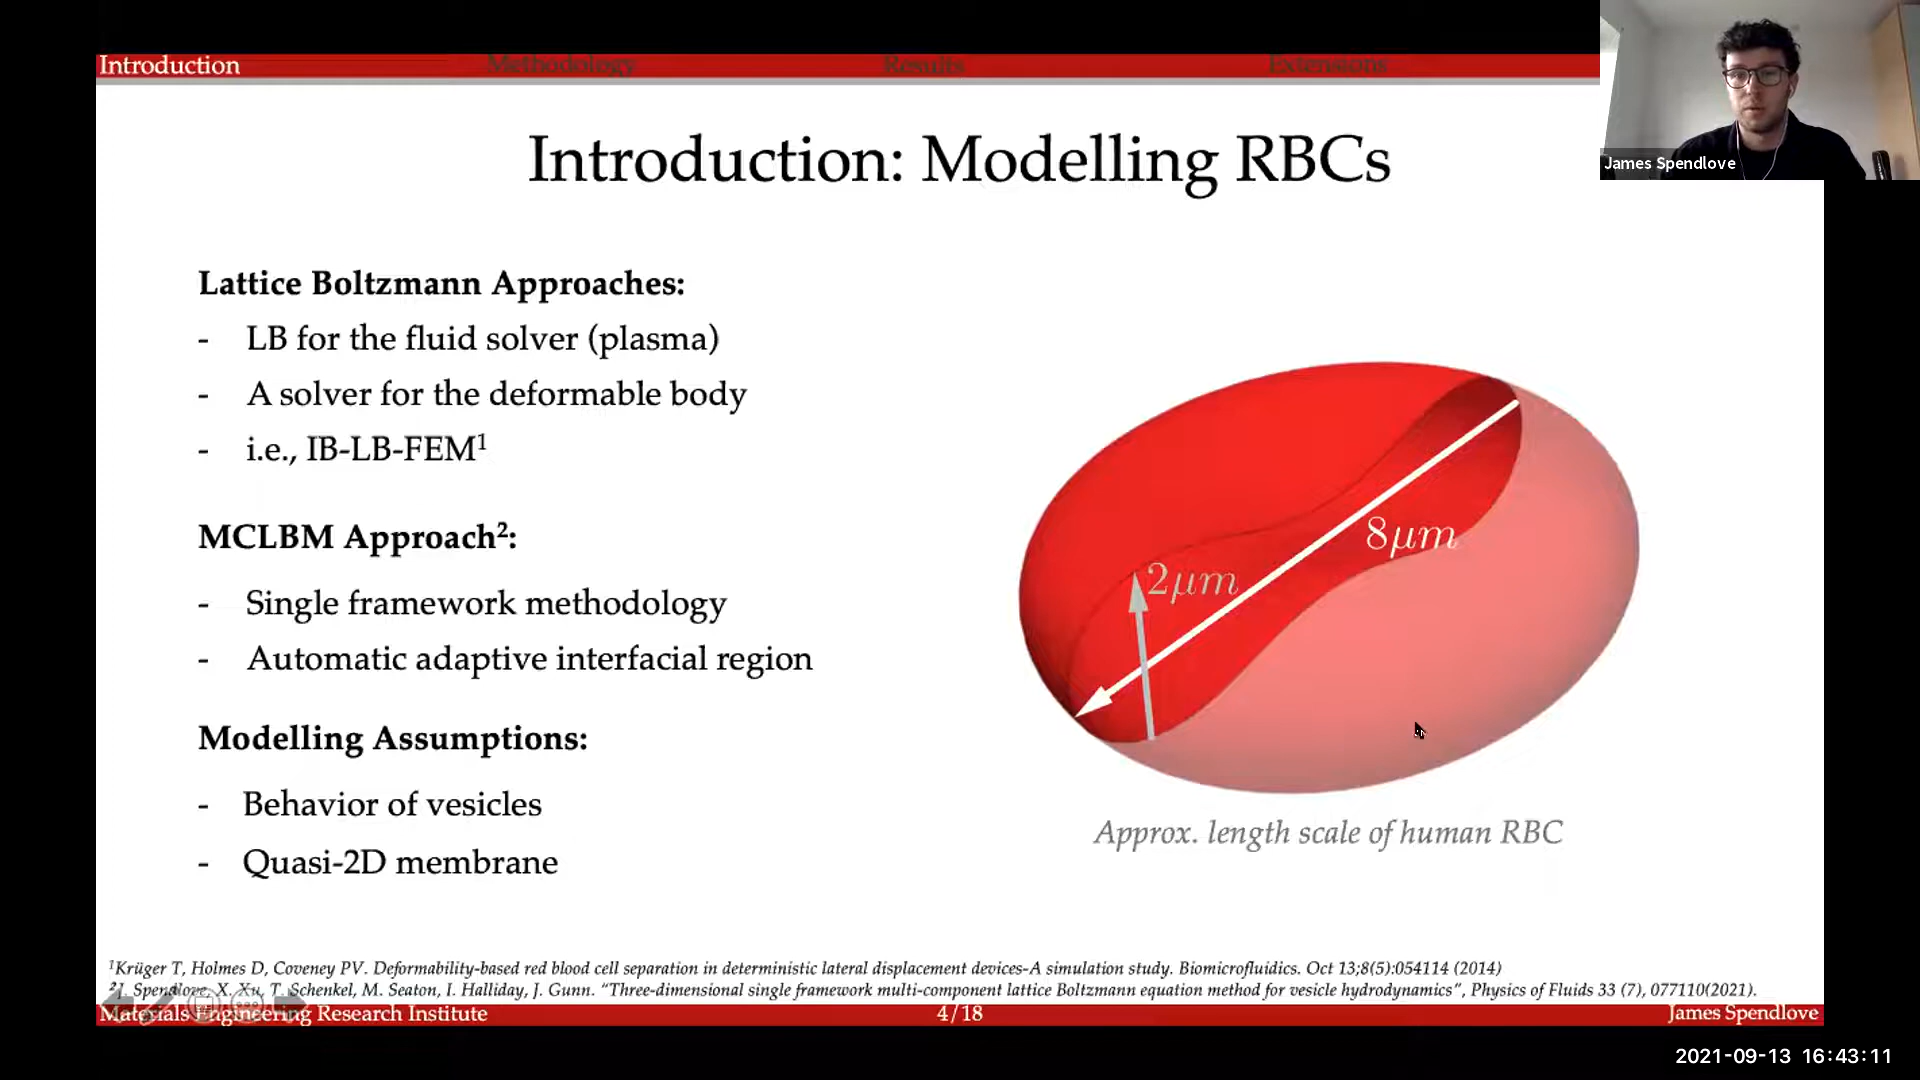 Introduction Methodology Results Extensions
James Spendlove
Introduction: Modelling RBCs
Lattice Boltzmann Approaches:
- LB for the fluid solver (plasma)
- A solver for the deformable body
- i.e., IB-LB-FEM¹
MCLBM Approach²:
- Single framework methodology
- Automatic adaptive interfacial region
Modelling Assumptions:
- Behavior of vesicles
- Quasi-2D membrane
8μm
2μm
Approx. length scale of human RBC
¹Krüger T, Holmes D, Coveney PV. Deformability-based red blood cell separation in deterministic lateral displacement devices-A simulation study. Biomicrofluidics. Oct 13;8(5):054114 (2014)
²J. Spendlove, X. Xu, T. Schenkel, M. Seaton, I. Halliday, J. Gunn. “Three-dimensional single framework multi-component lattice Boltzmann equation method for vesicle hydrodynamics”, Physics of Fluids 33 (7), 077110(2021).
Materials Engineering Research Institute 4/18 James Spendlove
2021-09-13 16:43:11